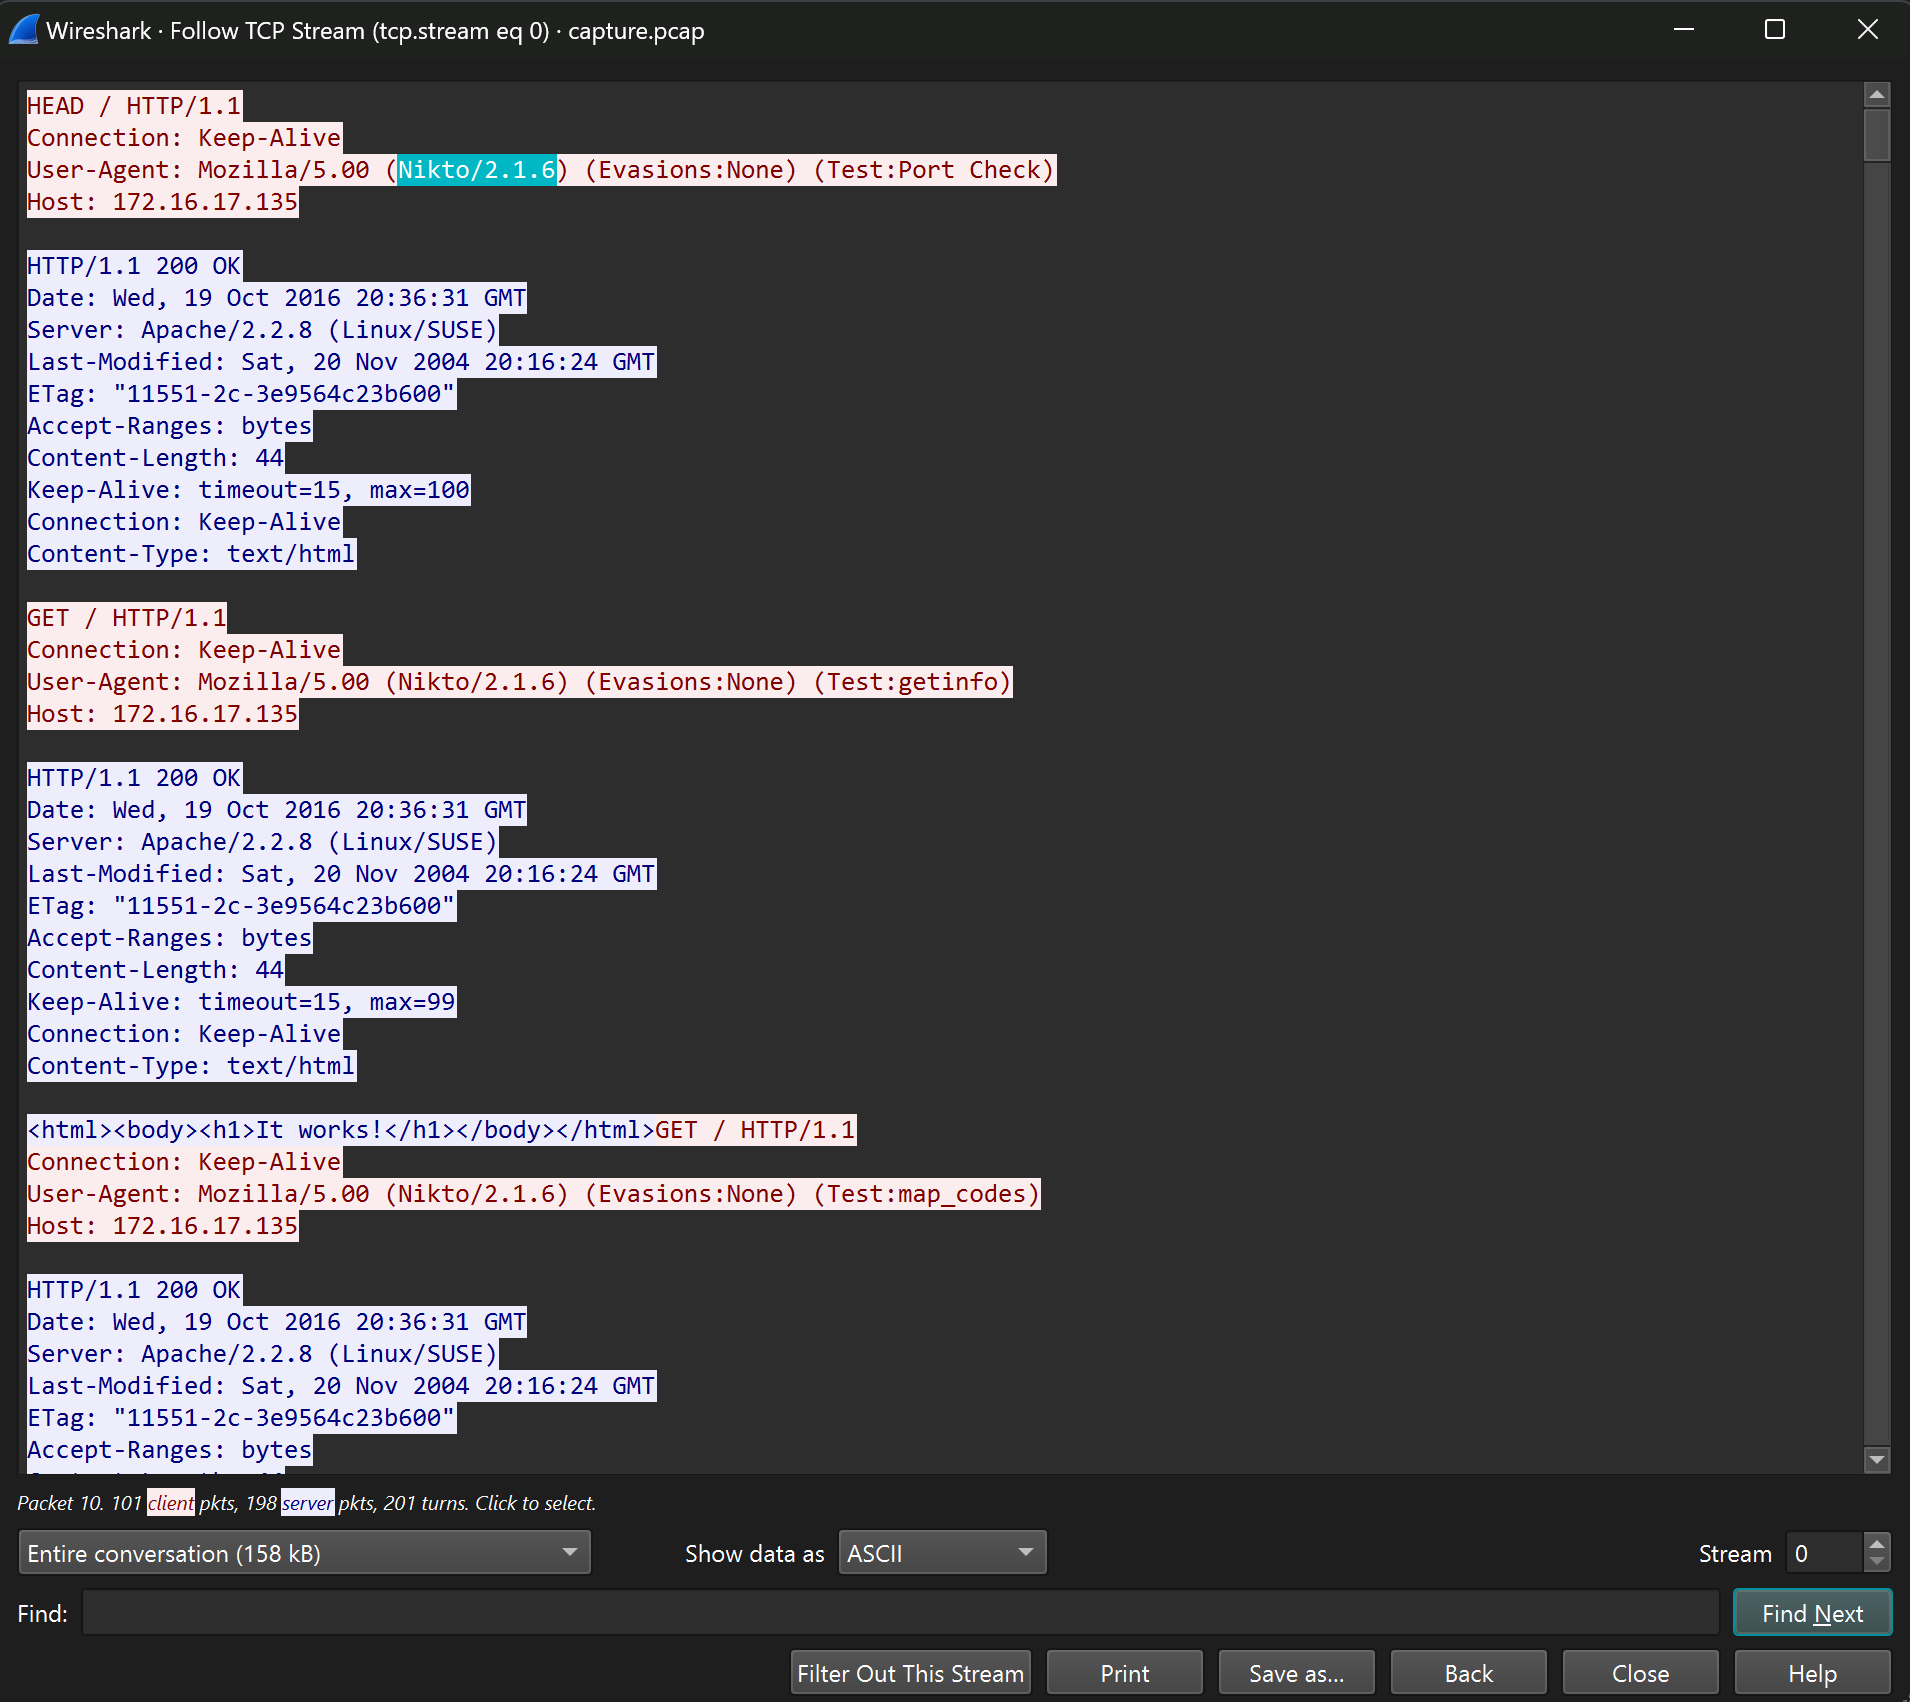 Wireshark · Follow TCP Stream (tcp.stream eq 0) · capture.pcap
HEAD / HTTP/1.1
Connection: Keep-Alive
User-Agent: Mozilla/5.00 (Nikto/2.1.6) (Evasions:None) (Test:Port Check)
Host: 172.16.17.135
HTTP/1.1 200 OK
Date: Wed, 19 Oct 2016 20:36:31 GMT
Server: Apache/2.2.8 (Linux/SUSE)
Last-Modified: Sat, 20 Nov 2004 20:16:24 GMT
ETag: "11551-2c-3e9564c23b600"
Accept-Ranges: bytes
Content-Length: 44
Keep-Alive: timeout=15, max=100
Connection: Keep-Alive
Content-Type: text/html
GET / HTTP/1.1
Connection: Keep-Alive
User-Agent: Mozilla/5.00 (Nikto/2.1.6) (Evasions:None) (Test:getinfo)
Host: 172.16.17.135
HTTP/1.1 200 OK
Date: Wed, 19 Oct 2016 20:36:31 GMT
Server: Apache/2.2.8 (Linux/SUSE)
Last-Modified: Sat, 20 Nov 2004 20:16:24 GMT
ETag: "11551-2c-3e9564c23b600"
Accept-Ranges: bytes
Content-Length: 44
Keep-Alive: timeout=15, max=99
Connection: Keep-Alive
Content-Type: text/html
<html><body><h1>It works!</h1></body></html>GET / HTTP/1.1
Connection: Keep-Alive
User-Agent: Mozilla/5.00 (Nikto/2.1.6) (Evasions:None) (Test:map_codes)
Host: 172.16.17.135
HTTP/1.1 200 OK
Date: Wed, 19 Oct 2016 20:36:31 GMT
Server: Apache/2.2.8 (Linux/SUSE)
Last-Modified: Sat, 20 Nov 2004 20:16:24 GMT
ETag: "11551-2c-3e9564c23b600"
Accept-Ranges: bytes
Packet 10. 101 client pkts, 198 server pkts, 201 turns. Click to select.
Entire conversation (158 kB) Show data as ASCII Stream 0
Find: Find Next
Filter Out This Stream Print Save as... Back Close Help